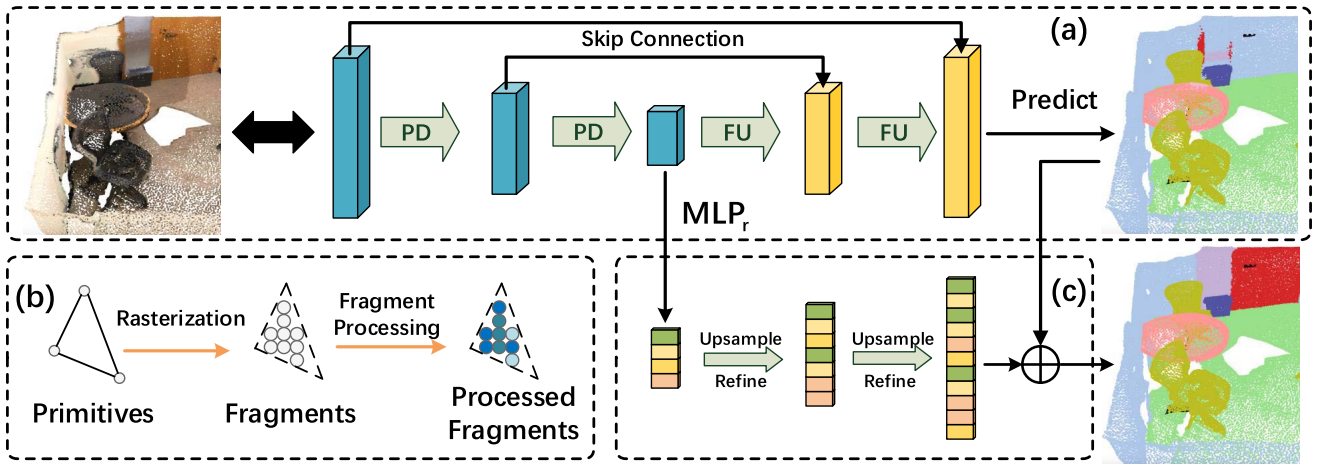 Skip Connection
(a)
PD
PD
FU
FU
Predict
MLPr
(b)
Rasterization
Fragment
Processing
Primitives
Fragments
Processed
Fragments
(c)
Upsample
Refine
Upsample
Refine